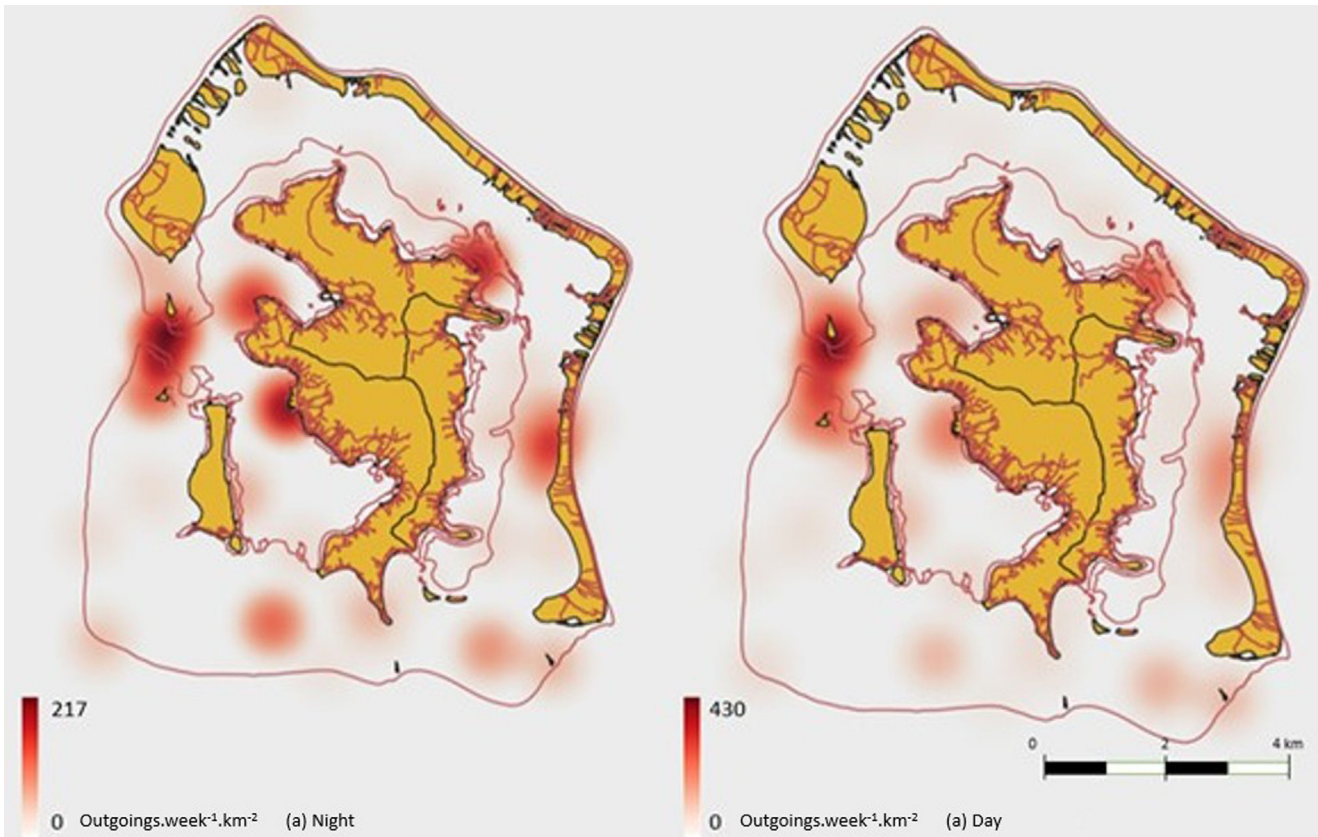 217
0 Outgoings.week⁻¹.km⁻² (a) Night
430
0 Outgoings.week⁻¹.km⁻² (a) Day
0 2 4 km